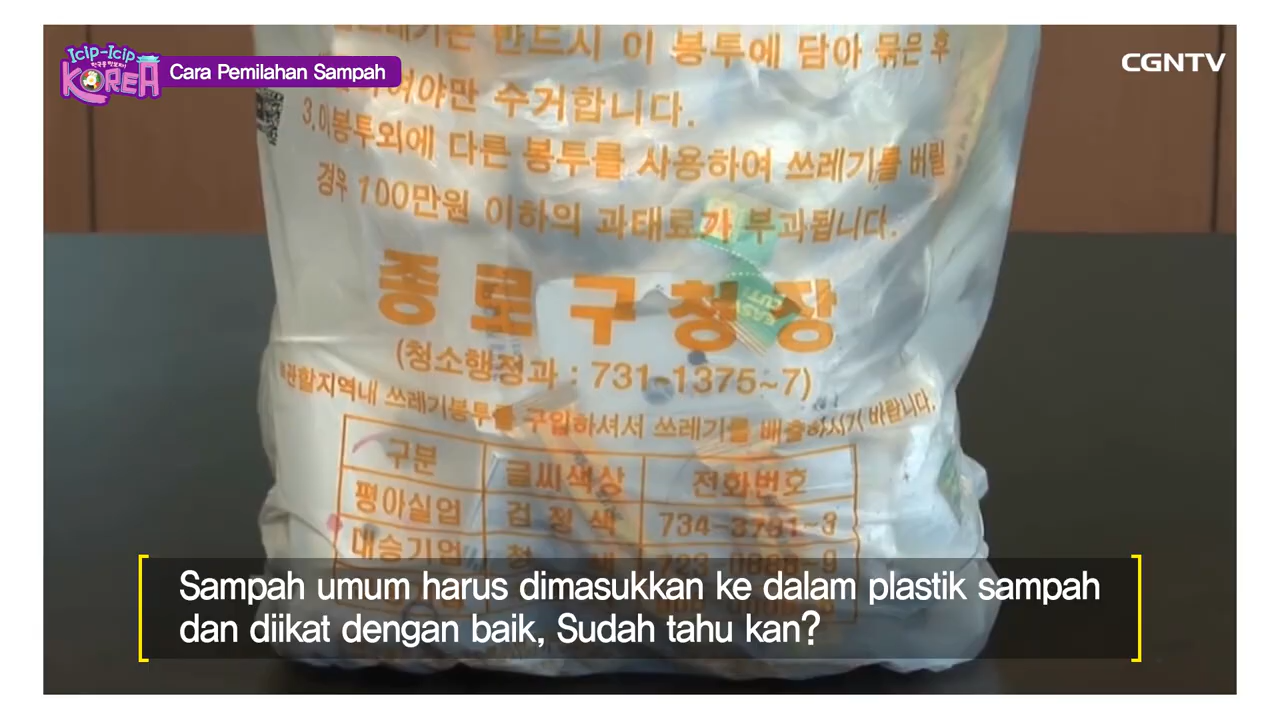 Icip-Icip
KOREA
Cara Pemilahan Sampah
CGNTV
반드시 이 봉투에 담아 묶은 후
수거합니다.
3.이봉투외에 다른 봉투를 사용하여 쓰레기를 버릴
경우 100만원 이하의 과태료가 부과됩니다.
종로구청장
(청소행정과 : 731-1375~7)
관할지역내 쓰레기봉투를 구입하셔서 쓰레기를 배출하시기 바랍니다.
구분 글씨색상 전화번호
평아실업 검정색
대승기업 청색
Sampah umum harus dimasukkan ke dalam plastik sampah
dan diikat dengan baik, Sudah tahu kan?